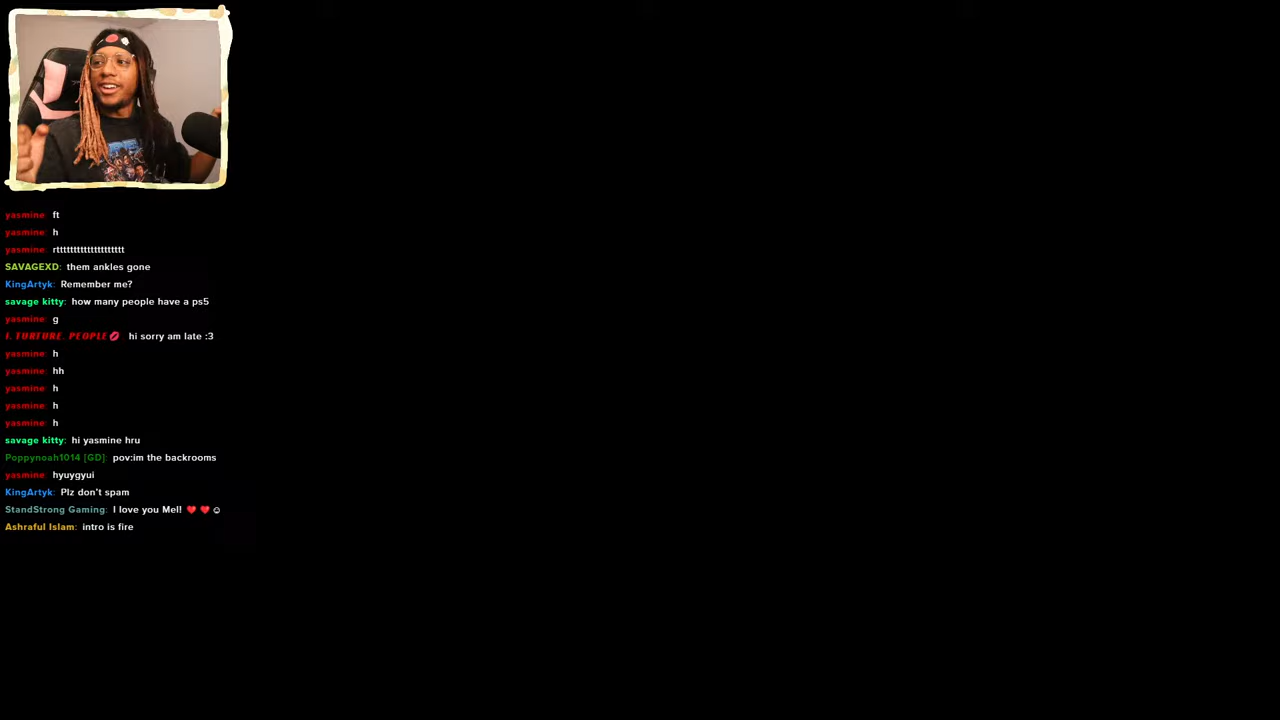 yasmine: ft
yasmine: h
yasmine: rttttttttttttttttttt
SAVAGEXD: them ankles gone
KingArtyk: Remember me?
savage kitty: how many people have a ps5
yasmine: g
I. TORTURE. PEOPLE💋 hi sorry am late :3
yasmine: h
yasmine: hh
yasmine: h
yasmine: h
yasmine: h
savage kitty: hi yasmine hru
Poppynoah1014 [GD]: pov:im the backrooms
yasmine: hyuygyui
KingArtyk: Plz don't spam
StandStrong Gaming: I love you Mel! ❤️ ❤️☺
Ashraful Islam: intro is fire